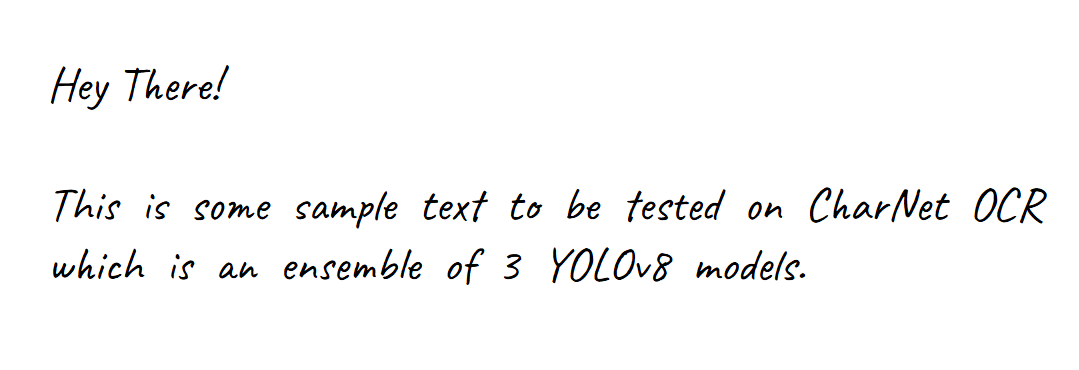 Hey There!
This is some sample text to be tested on CharNet OCR
which is an ensemble of 3 YOLOv8 models.